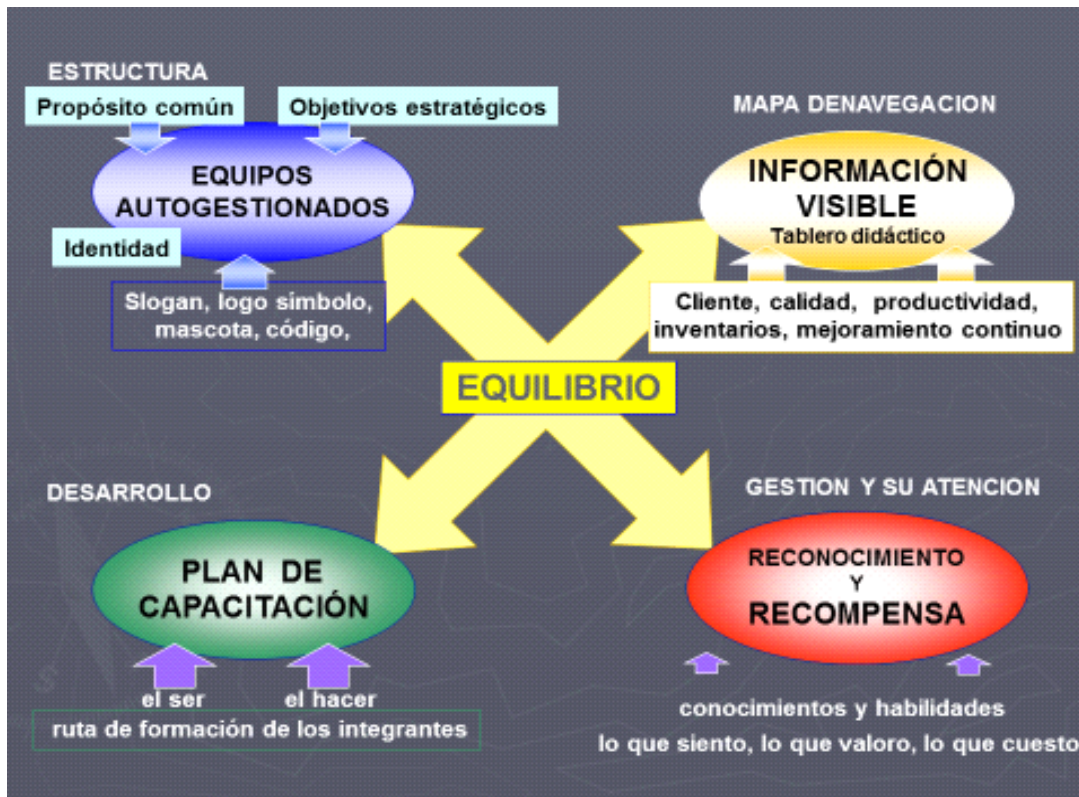 ESTRUCTURA
Propósito común
Objetivos estratégicos
EQUIPOS
AUTOGESTIONADOS
Identidad
Slogan, logo símbolo,
mascota, código,
MAPA DENAVEGACION
INFORMACIÓN
VISIBLE
Tablero didáctico
Cliente, calidad, productividad,
inventarios, mejoramiento continuo
EQUILIBRIO
DESARROLLO
PLAN DE
CAPACITACIÓN
el ser
el hacer
ruta de formación de los integrantes
GESTION Y SU ATENCION
RECONOCIMIENTO
Y
RECOMPENSA
conocimientos y habilidades
lo que siento, lo que valoro, lo que cuesto